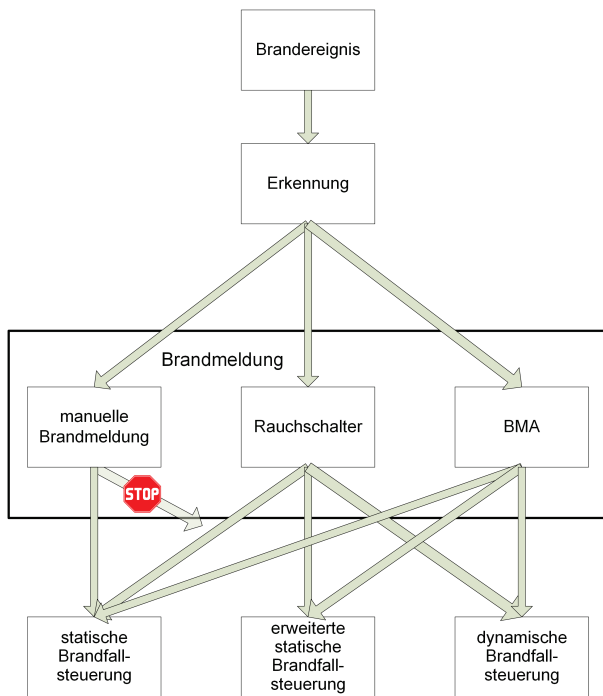 Brandereignis
Erkennung
Brandmeldung
manuelle
Brandmeldung
Rauchschalter
BMA
STOP
statische
Brandfall-
steuerung
erweiterte
statische
Brandfall-
steuerung
dynamische
Brandfall-
steuerung